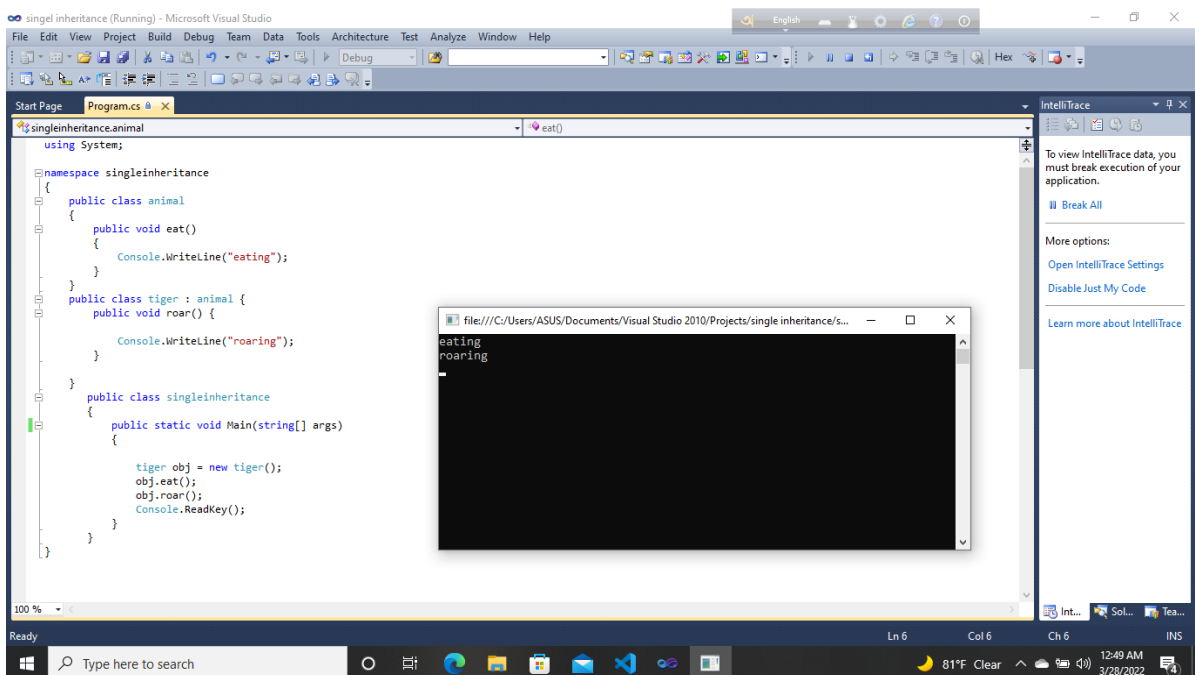 singel inheritance (Running) - Microsoft Visual Studio
English
File Edit View Project Build Debug Team Data Tools Architecture Test Analyze Window Help
Debug
Hex
Start Page Program.cs
singleinheritance.animal
eat()
using System;
namespace singleinheritance
{
public class animal
{
public void eat()
{
Console.WriteLine("eating");
}
}
public class tiger : animal {
public void roar() {
Console.WriteLine("roaring");
}
}
public class singleinheritance
{
public static void Main(string[] args)
{
tiger obj = new tiger();
obj.eat();
obj.roar();
Console.ReadKey();
}
}
}
file:///C:/Users/ASUS/Documents/Visual Studio 2010/Projects/single inheritance/s...
eating
roaring
IntelliTrace
To view IntelliTrace data, you
must break execution of your
application.
Break All
More options:
Open IntelliTrace Settings
Disable Just My Code
Learn more about IntelliTrace
100 %
Int... Sol... Tea...
Ready Ln 6 Col 6 Ch 6 INS
Type here to search
81°F Clear
12:49 AM
3/28/2022
4